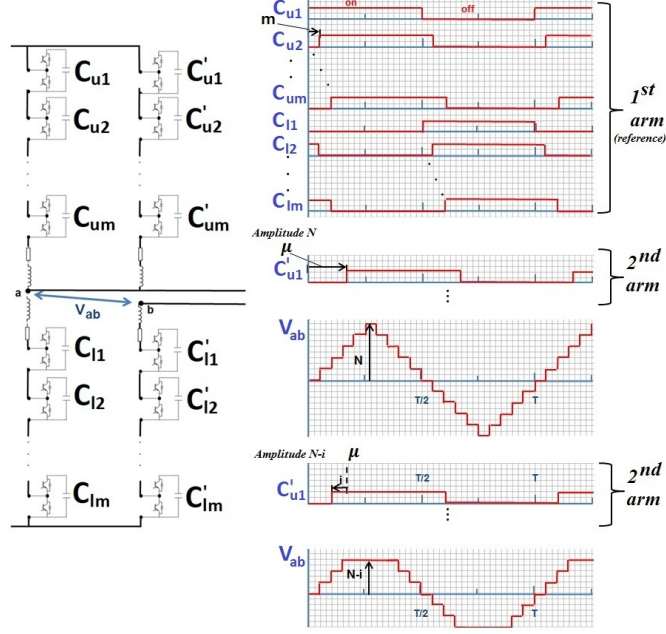 C'u1
C'u2
C'um
Vab
C'l1
C'l2
C'lm
Cu1
Cu2
Cum
a
b
Cl1
Cl2
Clm
Cu1
on
off
m
Cu2
Cum
Cl1
Cl2
Clm
1st
arm
(reference)
Amplitude N
μ
C'u1
2nd
arm
Vab
N
T/2
T
Amplitude N-i
μ
i
T/2
T
C'u1
2nd
arm
Vab
N-i
T/2
T